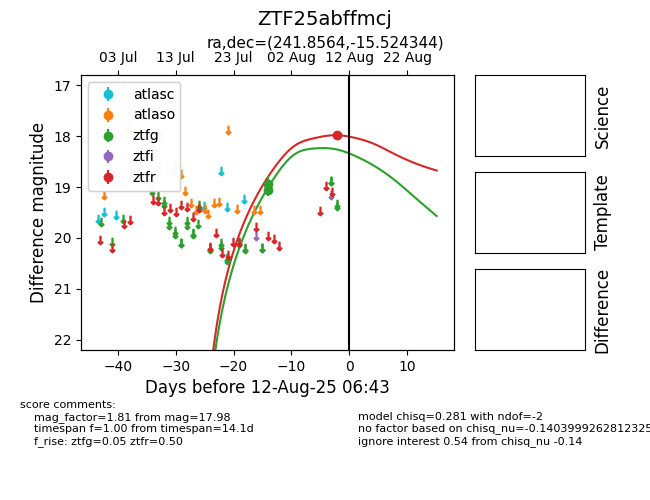 ZTF25abffmcj
ra,dec=(241.8564,-15.524344)
03 Jul 13 Jul 23 Jul 02 Aug 12 Aug 22 Aug
17
18
19
20
21
22
Difference magnitude
atlasc
atlaso
ztfg
ztfi
ztfr
−40 −30 −20 −10 0 10
Days before 12-Aug-25 06:43
Science
Template
Difference
score comments:
mag_factor=1.81 from mag=17.98
timespan f=1.00 from timespan=14.1d
f_rise: ztfg=0.05 ztfr=0.50
model chisq=0.281 with ndof=-2
no factor based on chisq_nu=-0.1403999262812325
ignore interest 0.54 from chisq_nu -0.14